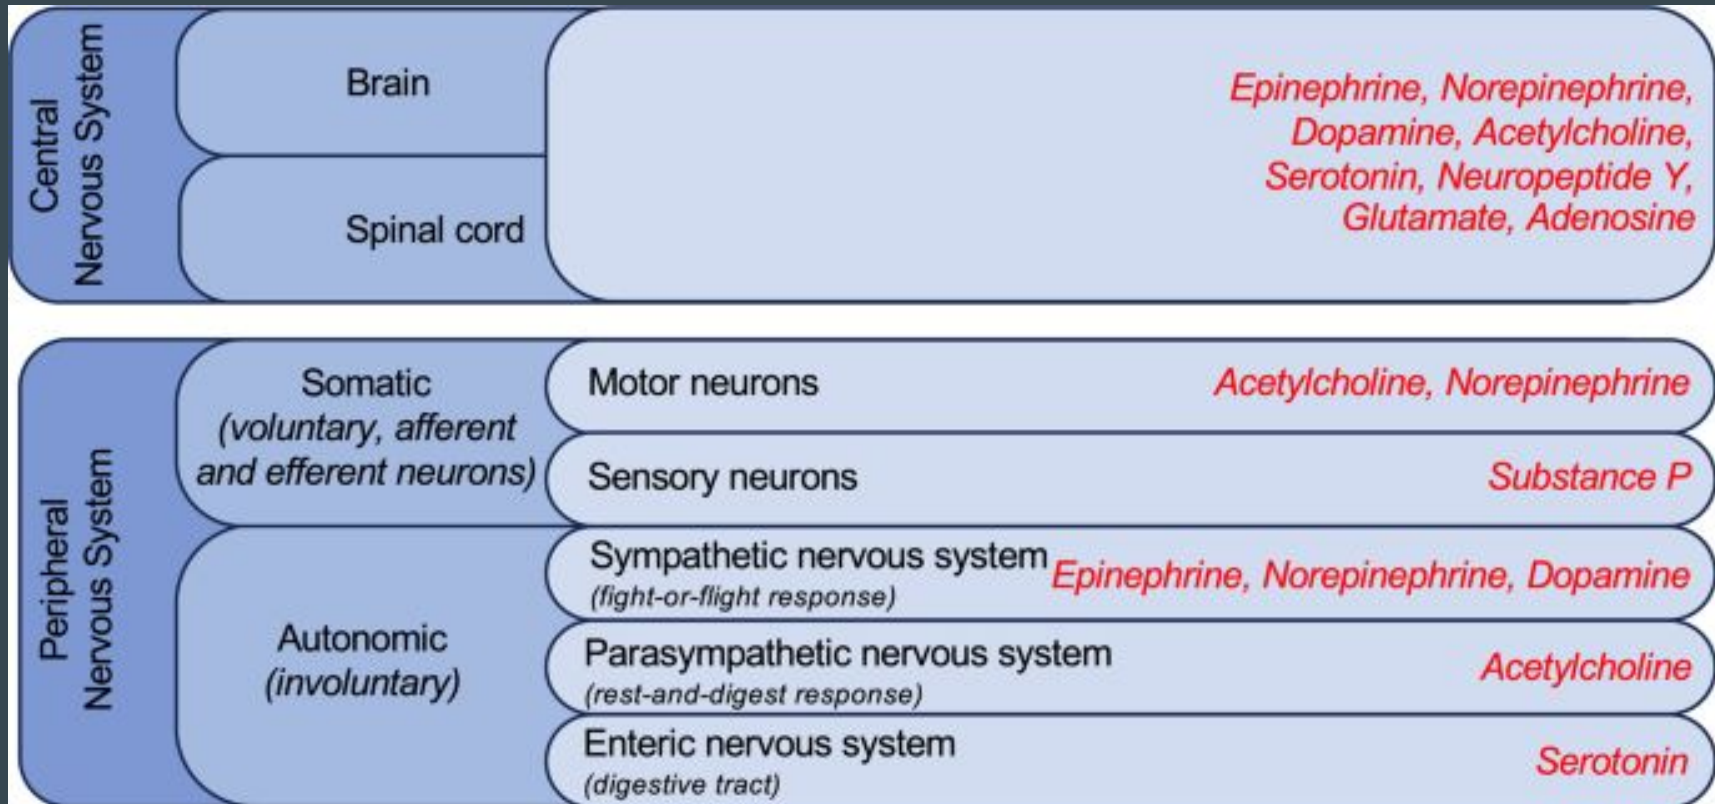 Central
Nervous System
Brain
Spinal cord
Epinephrine, Norepinephrine,
Dopamine, Acetylcholine,
Serotonin, Neuropeptide Y,
Glutamate, Adenosine
Peripheral
Nervous System
Somatic
(voluntary, afferent
and efferent neurons)
Motor neurons
Acetylcholine, Norepinephrine
Sensory neurons
Substance P
Autonomic
(involuntary)
Sympathetic nervous system
(fight-or-flight response)
Epinephrine, Norepinephrine, Dopamine
Parasympathetic nervous system
(rest-and-digest response)
Acetylcholine
Enteric nervous system
(digestive tract)
Serotonin